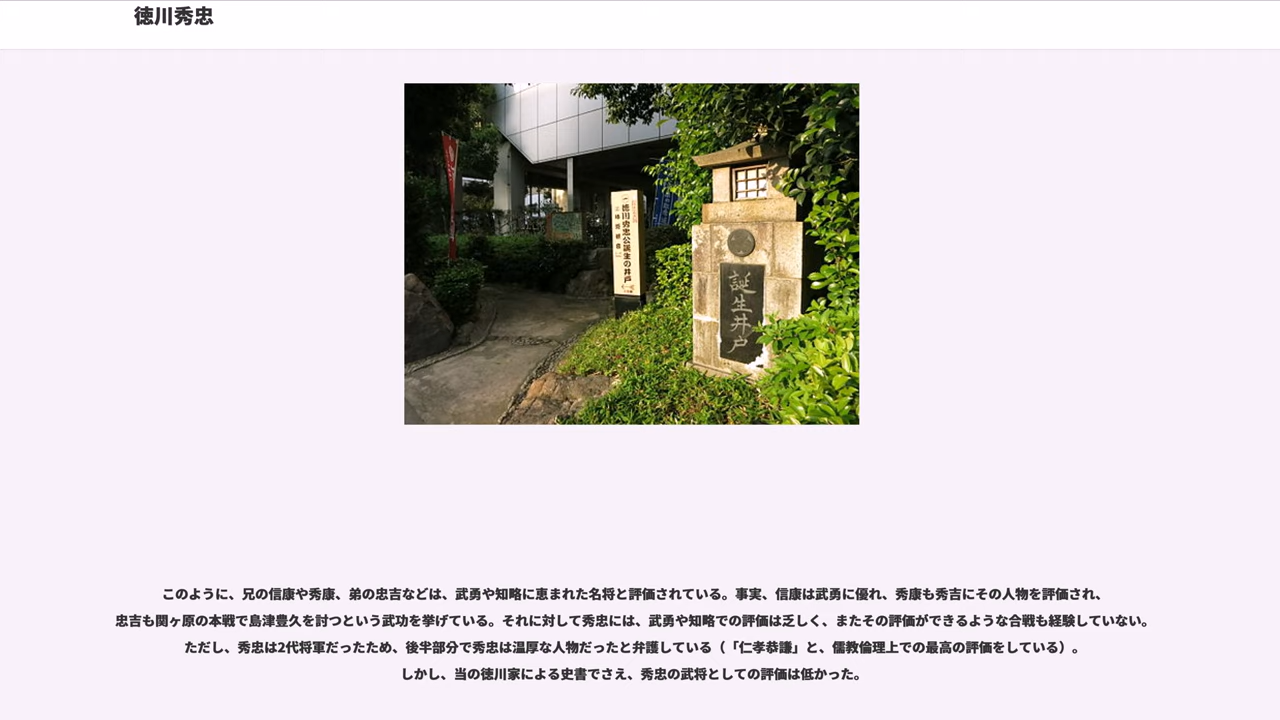 徳川秀忠
徳川秀忠公誕生の井戸
誕生井戸
このように、兄の信康や秀康、弟の忠吉などは、武勇や知略に恵まれた名将と評価されている。事実、信康は武勇に優れ、秀康も秀吉にその人物を評価され、
忠吉も関ヶ原の本戦で島津豊久を討つという武功を挙げている。それに対して秀忠には、武勇や知略での評価は乏しく、またその評価ができるような合戦も経験していない。
ただし、秀忠は2代将軍だったため、後半部分で秀忠は温厚な人物だったと弁護している（「仁孝恭謙」と、儒教倫理上での最高の評価をしている）。
しかし、当の徳川家による史書でさえ、秀忠の武将としての評価は低かった。